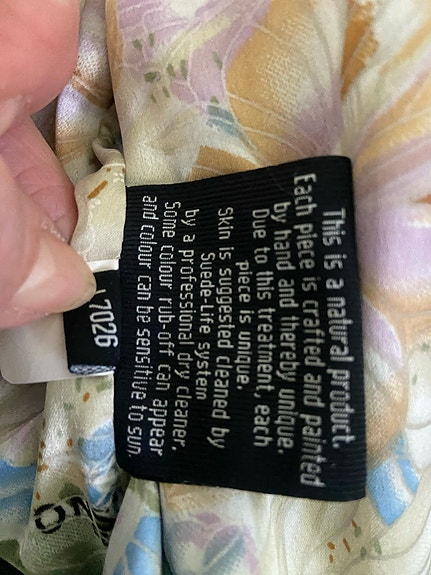 This is a natural product.
Each piece is crafted and painted
by hand and thereby unique.
Due to this treatment, each
piece is unique.
Skin is suggested cleaned by
Suede-Life system
by a professional dry cleaner,
Some colour rub-off can appear
and colour can be sensitive to sun.
7026